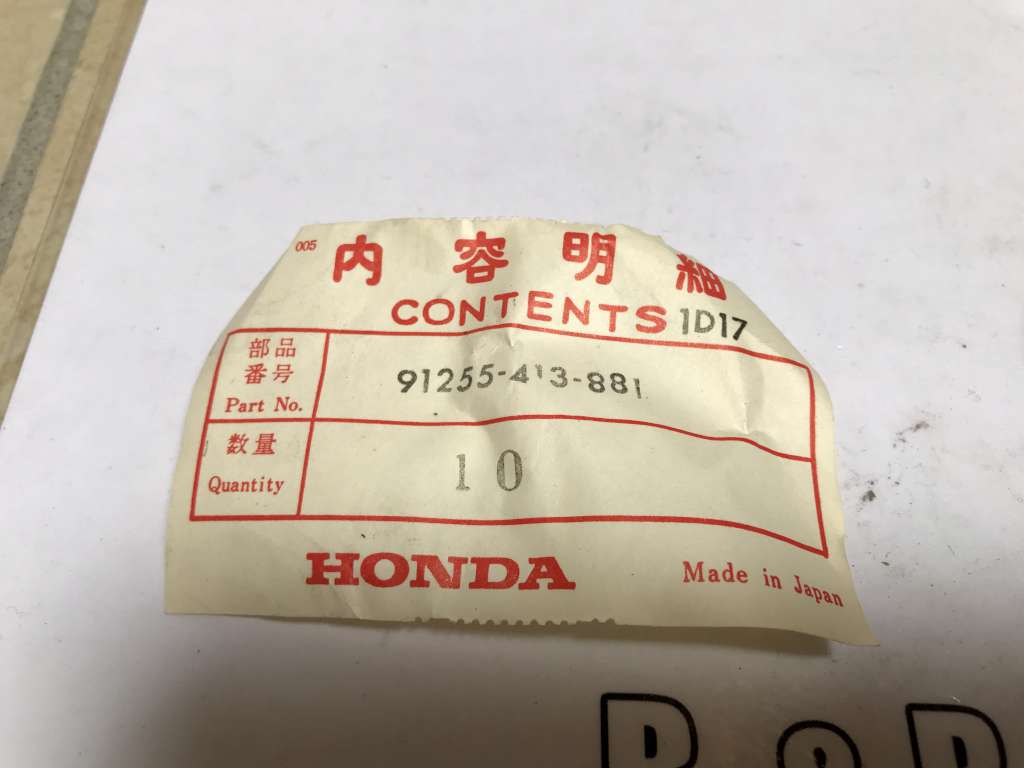 005
内容明細
CONTENTS 1D17
部品
番号
Part No.
91255-413-881
数量
Quantity
10
HONDA
Made in Japan